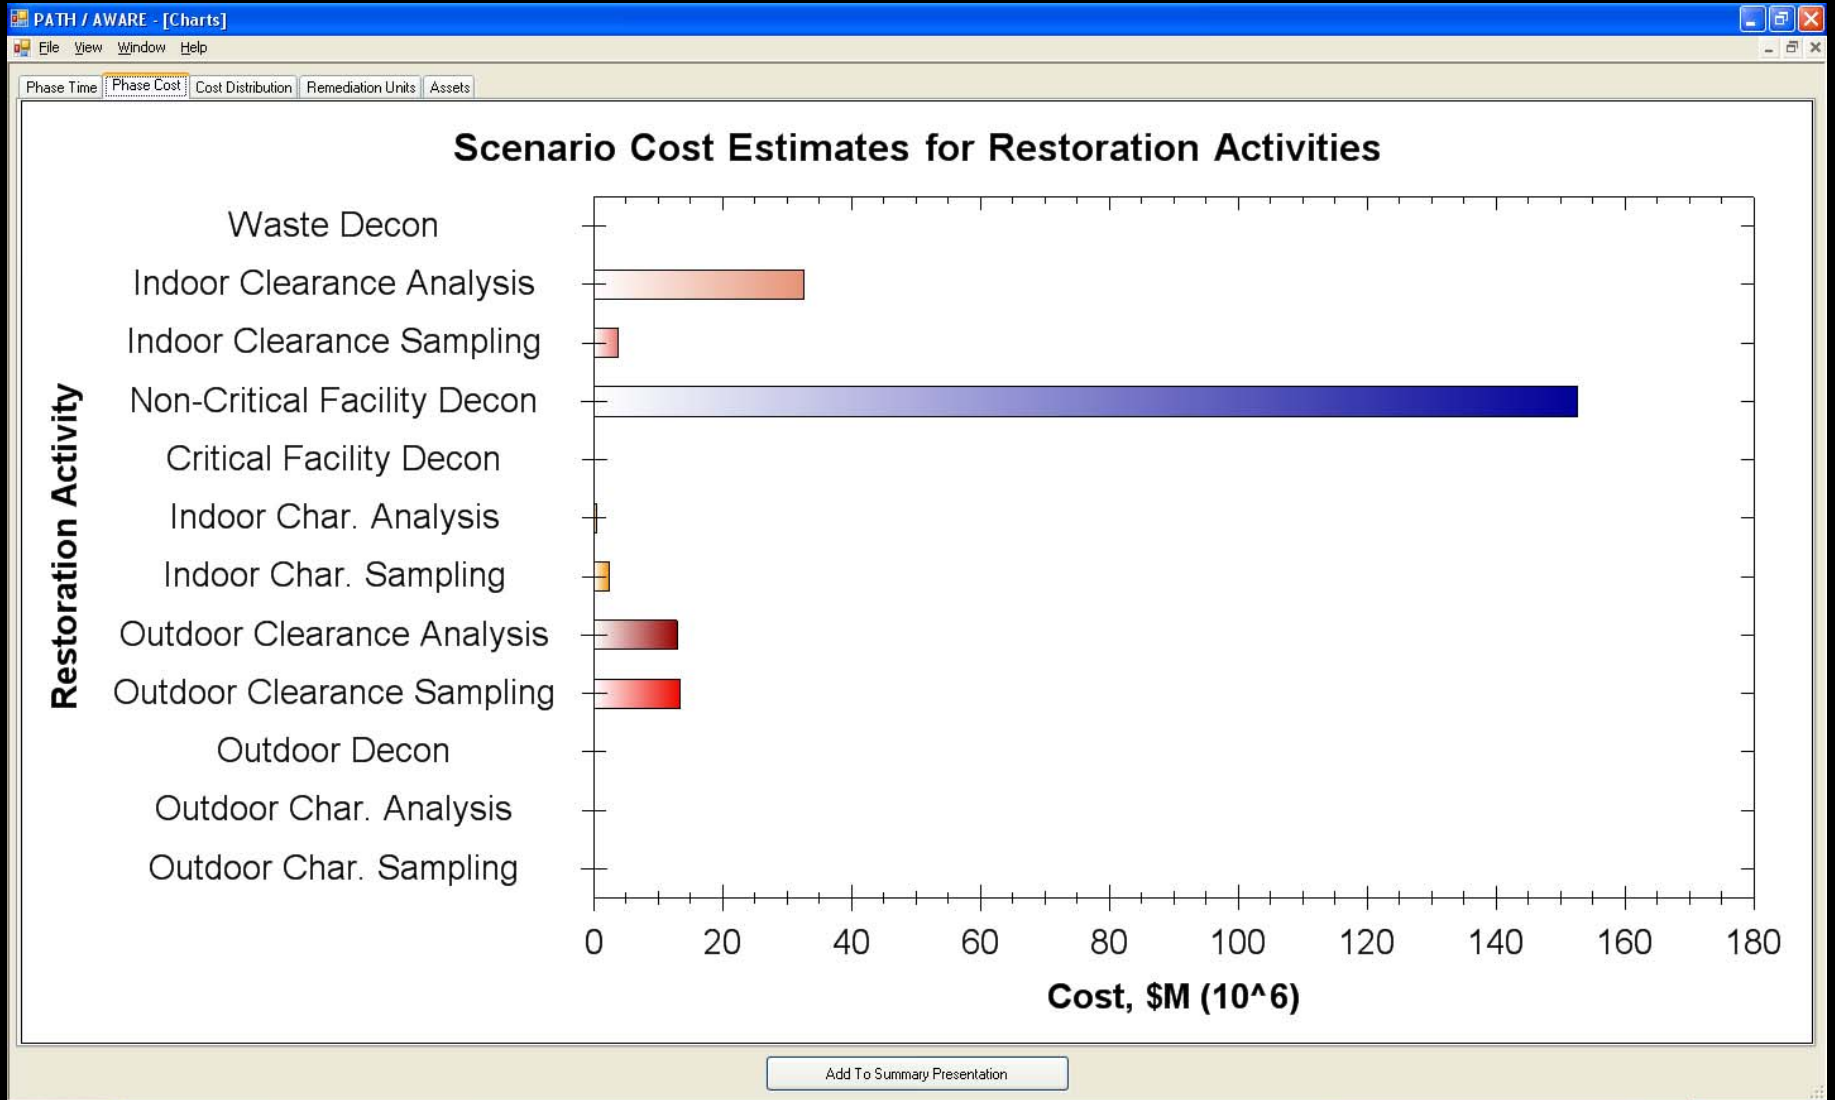 PATH / AWARE - [Charts]
File View Window Help
Phase Time Phase Cost Cost Distribution Remediation Units Assets
Scenario Cost Estimates for Restoration Activities
Restoration Activity
Waste Decon
Indoor Clearance Analysis
Indoor Clearance Sampling
Non-Critical Facility Decon
Critical Facility Decon
Indoor Char. Analysis
Indoor Char. Sampling
Outdoor Clearance Analysis
Outdoor Clearance Sampling
Outdoor Decon
Outdoor Char. Analysis
Outdoor Char. Sampling
0 20 40 60 80 100 120 140 160 180
Cost, $M (10^6)
Add To Summary Presentation